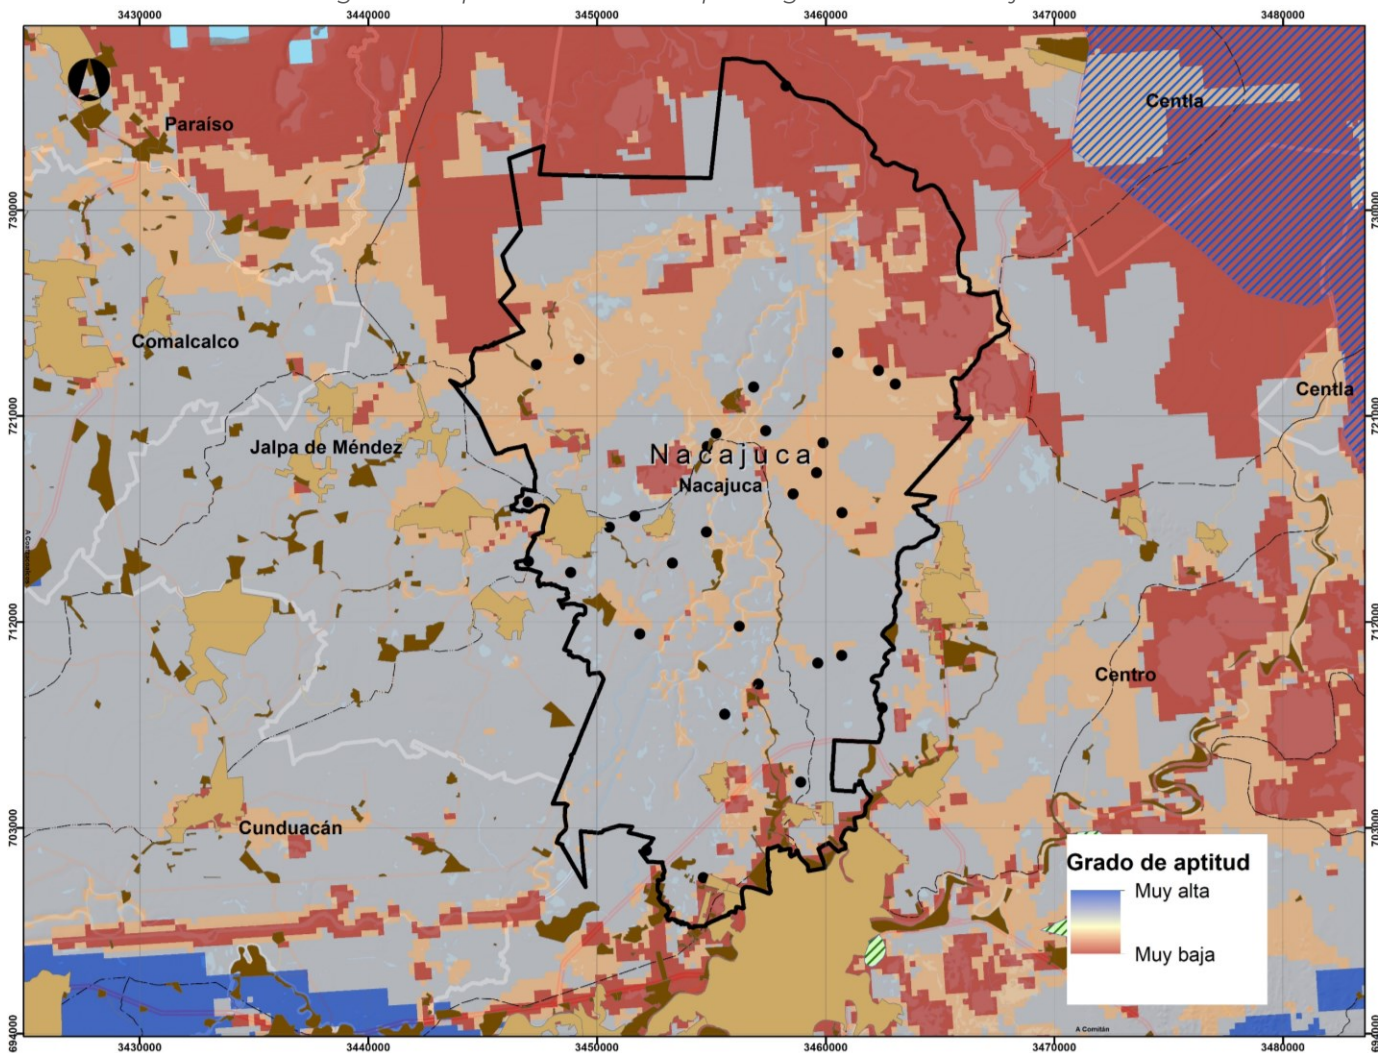 3430000
3440000
3450000
3460000
3470000
3480000
Centla
Paraíso
730000
730000
Comalcalco
Centla
721000
721000
Jalpa de Méndez
Nacajuca
Nacajuca
712000
712000
Centro
Cunduacán
703000
703000
Grado de aptitud
Muy alta
Muy baja
A Comitán
694000
694000
3430000
3440000
3450000
3460000
3470000
3480000